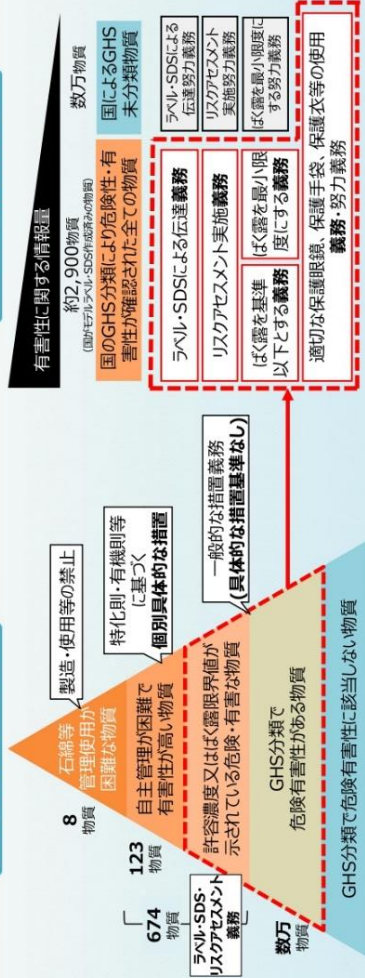 石綿等
管理使用が
困難な物質
8
物質
製造・使用等の禁止
自主管理が困難で
有害性が高い物質
123
物質
特化則・有機則等
に基づく
個別具体的な措置
674
物質
ラベル・SDS・
リスクアセスメント
義務
許容濃度又はばく露限界値が
示されている危険・有害な物質
一般的な措置義務
(具体的な措置基準なし)
数万
物質
GHS分類で
危険有害性がある物質
GHS分類で危険有害性に該当しない物質
有害性に関する情報量
約2,900物質
(国がモデルラベル・SDS作成済みの物質)
数万物質
国のGHS分類により危険性・有
害性が確認された全ての物質
国によるGHS
未分類物質
ラベル・SDSによる伝達義務
ラベル・SDSによる
伝達努力義務
リスクアセスメント実施義務
リスクアセスメント
実施努力義務
ばく露を基準
以下とする義務
ばく露を最小限
度にする義務
ばく露を最小限度に
する努力義務
適切な保護眼鏡、保護手袋、保護衣等の使用
義務・努力義務